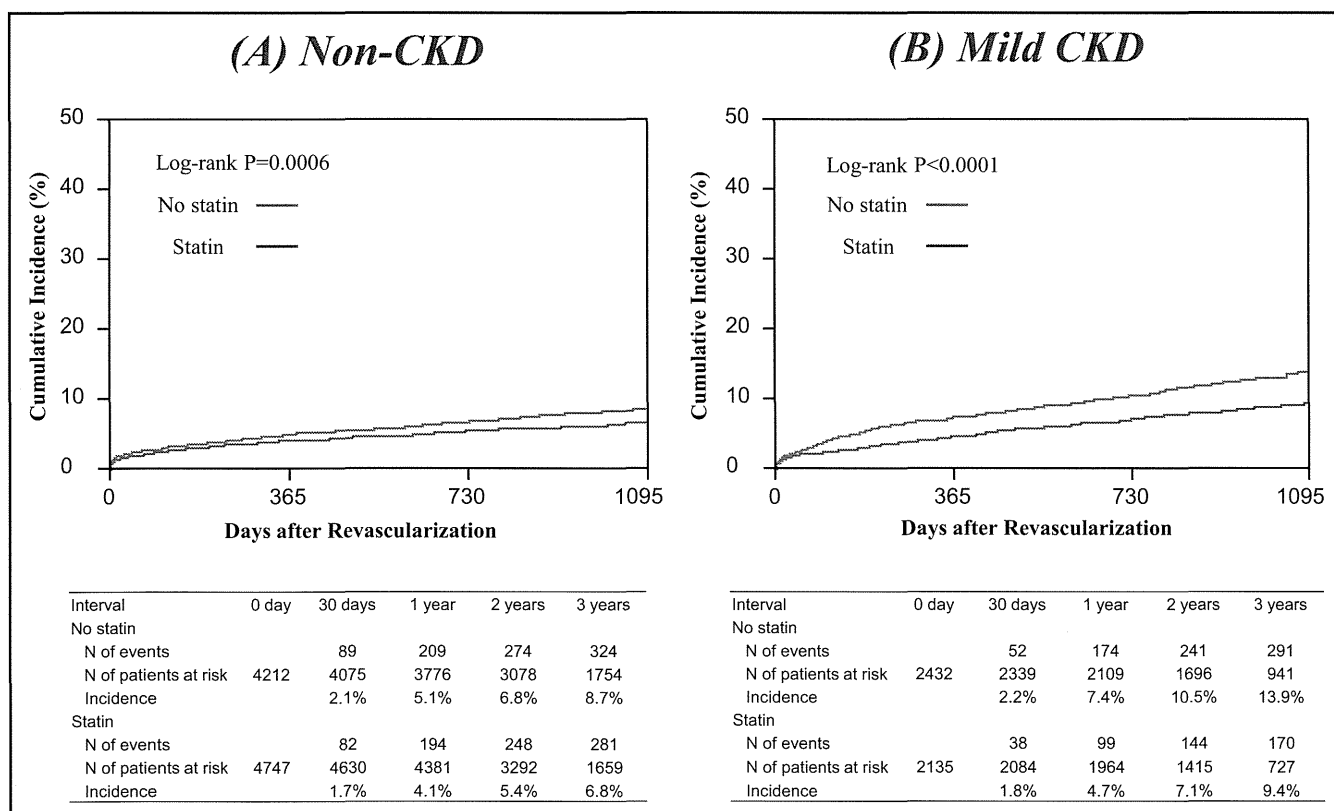 (A) Non-CKD
50
40
30
20
10
0
Cumulative Incidence (%)
Log-rank P=0.0006
No statin
Statin
0 365 730 1095
Days after Revascularization
Interval 0 day 30 days 1 year 2 years 3 years
No statin
N of events 89 209 274 324
N of patients at risk 4212 4075 3776 3078 1754
Incidence 2.1% 5.1% 6.8% 8.7%
Statin
N of events 82 194 248 281
N of patients at risk 4747 4630 4381 3292 1659
Incidence 1.7% 4.1% 5.4% 6.8%
(B) Mild CKD
50
40
30
20
10
0
Cumulative Incidence (%)
Log-rank P<0.0001
No statin
Statin
0 365 730 1095
Days after Revascularization
Interval 0 day 30 days 1 year 2 years 3 years
No statin
N of events 52 174 241 291
N of patients at risk 2432 2339 2109 1696 941
Incidence 2.2% 7.4% 10.5% 13.9%
Statin
N of events 38 99 144 170
N of patients at risk 2135 2084 1964 1415 727
Incidence 1.8% 4.7% 7.1% 9.4%